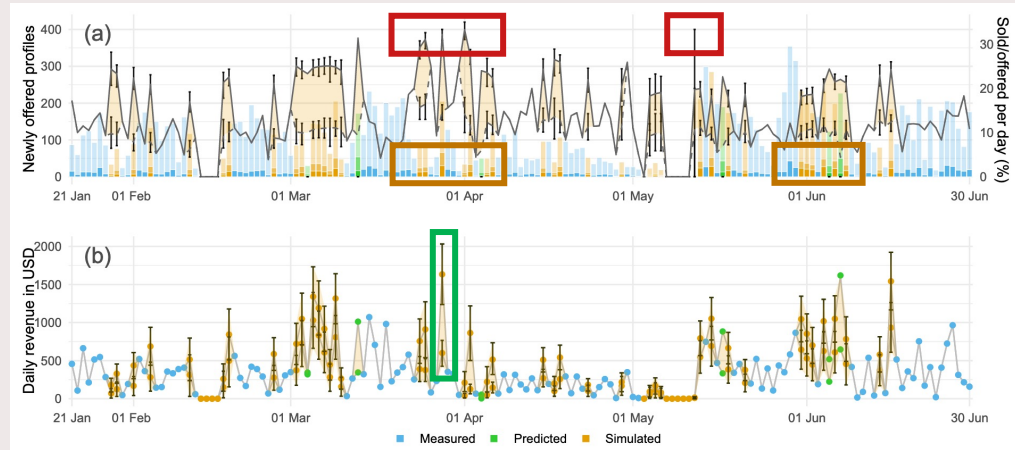 (a)
Newly offered profiles
400
300
200
100
0
Sold/offered per day (%)
30
20
10
0
21 Jan 01 Feb 01 Mar 01 Apr 01 May 01 Jun 30 Jun
(b)
Daily revenue in USD
2000
1500
1000
500
0
21 Jan 01 Feb 01 Mar 01 Apr 01 May 01 Jun 30 Jun
Measured Predicted Simulated